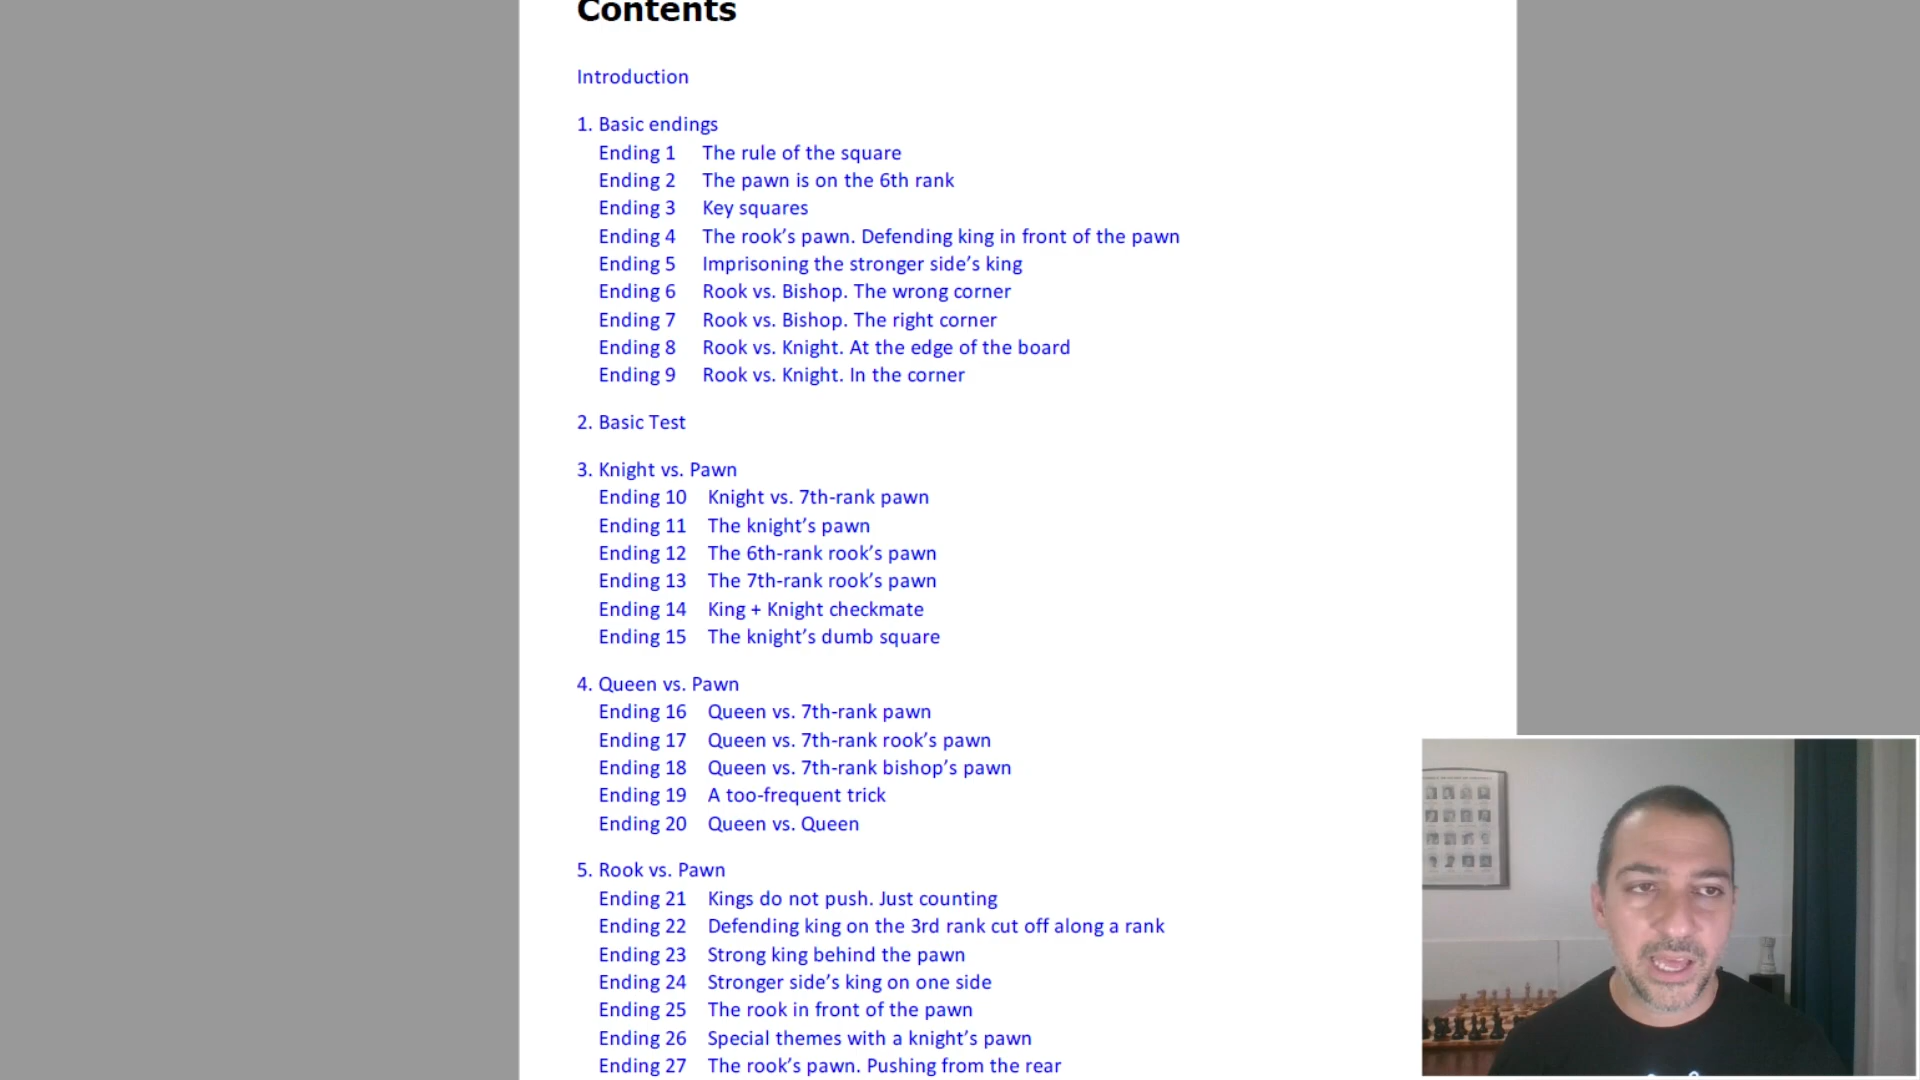 Contents
Introduction
1. Basic endings
Ending 1 The rule of the square
Ending 2 The pawn is on the 6th rank
Ending 3 Key squares
Ending 4 The rook’s pawn. Defending king in front of the pawn
Ending 5 Imprisoning the stronger side’s king
Ending 6 Rook vs. Bishop. The wrong corner
Ending 7 Rook vs. Bishop. The right corner
Ending 8 Rook vs. Knight. At the edge of the board
Ending 9 Rook vs. Knight. In the corner
2. Basic Test
3. Knight vs. Pawn
Ending 10 Knight vs. 7th-rank pawn
Ending 11 The knight’s pawn
Ending 12 The 6th-rank rook’s pawn
Ending 13 The 7th-rank rook’s pawn
Ending 14 King + Knight checkmate
Ending 15 The knight’s dumb square
4. Queen vs. Pawn
Ending 16 Queen vs. 7th-rank pawn
Ending 17 Queen vs. 7th-rank rook’s pawn
Ending 18 Queen vs. 7th-rank bishop’s pawn
Ending 19 A too-frequent trick
Ending 20 Queen vs. Queen
5. Rook vs. Pawn
Ending 21 Kings do not push. Just counting
Ending 22 Defending king on the 3rd rank cut off along a rank
Ending 23 Strong king behind the pawn
Ending 24 Stronger side’s king on one side
Ending 25 The rook in front of the pawn
Ending 26 Special themes with a knight’s pawn
Ending 27 The rook’s pawn. Pushing from the rear